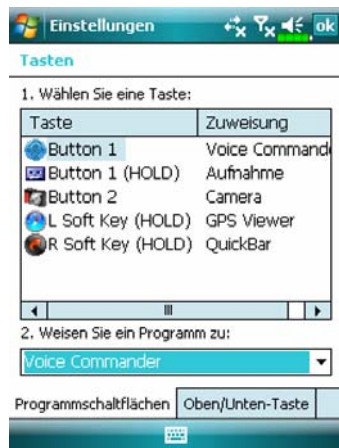 Einstellungen ok
Tasten
1. Wählen Sie eine Taste:
Taste Zuweisung
Button 1 Voice Command
Button 1 (HOLD) Aufnahme
Button 2 Camera
L Soft Key (HOLD) GPS Viewer
R Soft Key (HOLD) QuickBar
2. Weisen Sie ein Programm zu:
Voice Commander
Programmschaltflächen Oben/Unten-Taste